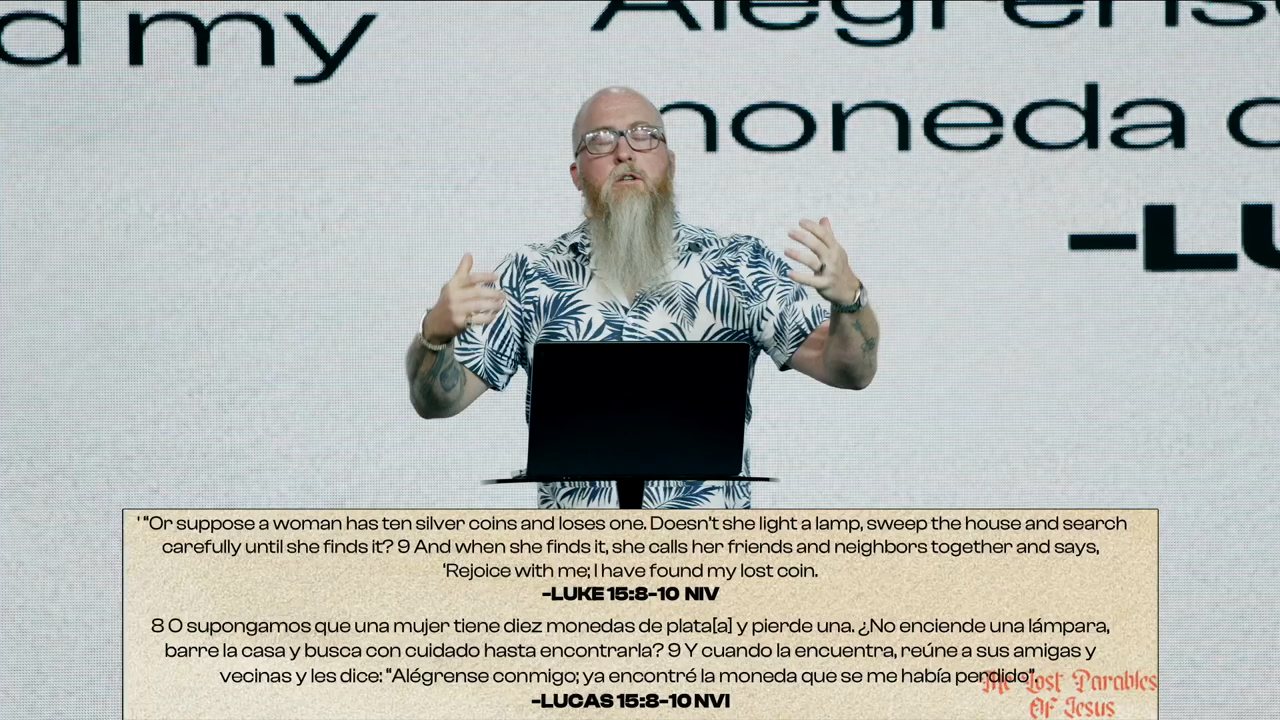 d my
Alégrense
moneda
-LU
' "Or suppose a woman has ten silver coins and loses one. Doesn't she light a lamp, sweep the house and search
carefully until she finds it? 9 And when she finds it, she calls her friends and neighbors together and says,
'Rejoice with me; I have found my lost coin.
-LUKE 15:8-10 NIV
8 O supongamos que una mujer tiene diez monedas de plata[a] y pierde una. ¿No enciende una lámpara,
barre la casa y busca con cuidado hasta encontrarla? 9 Y cuando la encuentra, reúne a sus amigas y
vecinas y les dice: "Alégrense conmigo; ya encontré la moneda que se me había perdido".
-LUCAS 15:8-10 NVI
The Lost Parables
Of Jesus